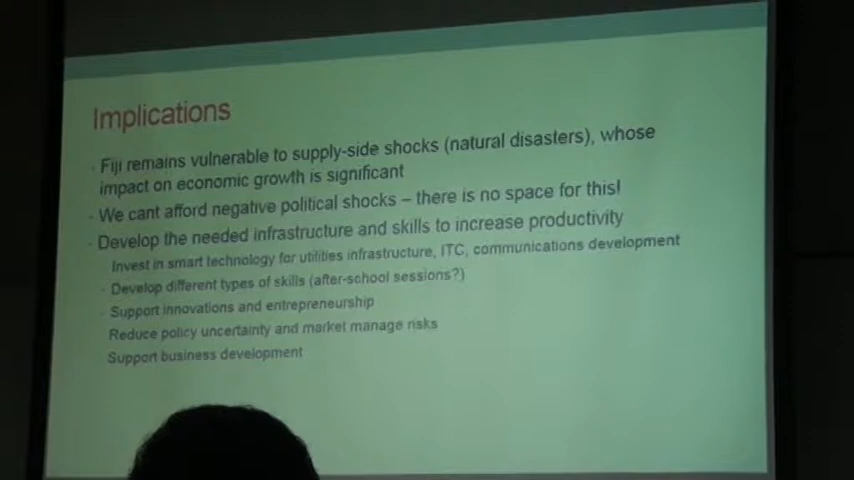 Implications
Fiji remains vulnerable to supply-side shocks (natural disasters), whose
impact on economic growth is significant
We cant afford negative political shocks – there is no space for this!
Develop the needed infrastructure and skills to increase productivity
Invest in smart technology for utilities infrastructure, ITC, communications development
Develop different types of skills (after-school sessions?)
Support innovations and entrepreneurship
Reduce policy uncertainty and market manage risks
Support business development